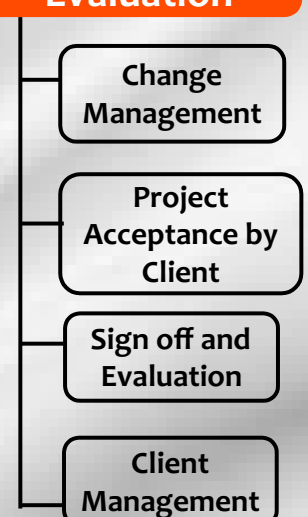 Evaluation
Change
Management
Project
Acceptance by
Client
Sign off and
Evaluation
Client
Management